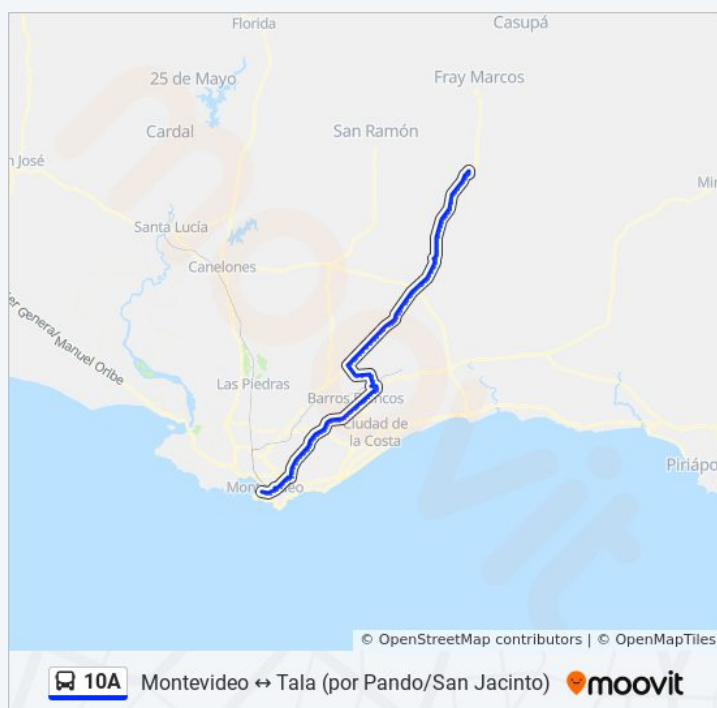 Florida
Casupá
25 de Mayo
Fray Marcos
Cardal
San Ramón
n José
Min
Santa Lucía
Canelones
ler General Manuel Oribe
Las Piedras
Barros Blancos
Ciudad de
la Costa
Montevideo
Piriápo
moovit
© OpenStreetMap contributors | © OpenMapTiles
10A Montevideo ↔ Tala (por Pando/San Jacinto) moovit